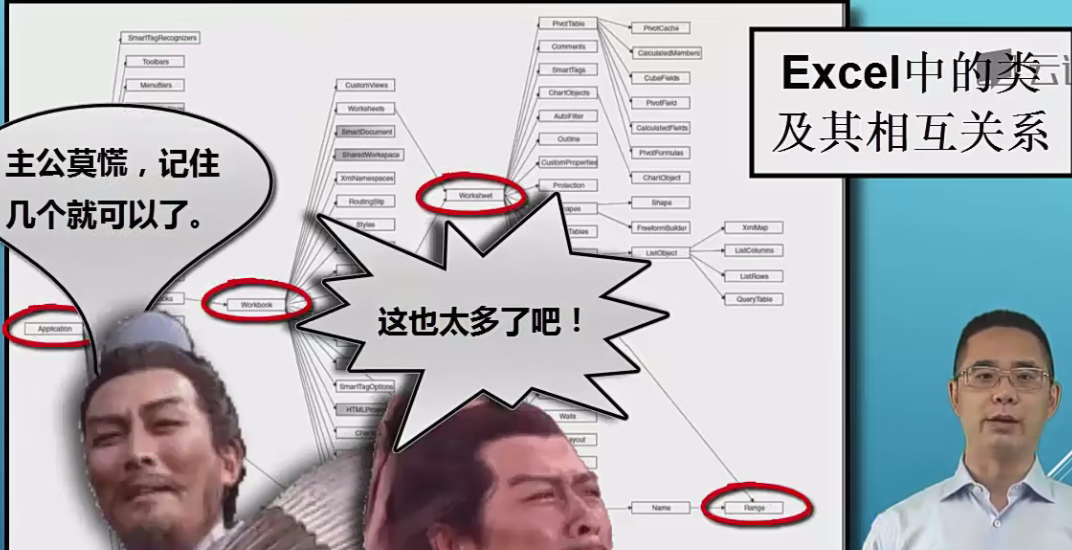 SmartTagRecognizers
Toolbars
MenuBars
CustomViews
Worksheets
SmartDocument
SharedWorkspace
XmlNamespaces
RoutingSlip
Styles
PivotTable
Comments
SmartTags
ChartObjects
AutoFilter
Outline
CustomProperties
Protection
PivotCache
CalculatedMembers
CubeFields
PivotField
CalculatedFields
PivotFormulas
ChartObject
Shape
FreeformBuilder
ListObject
XmlMap
ListColumns
ListRows
QueryTable
Worksheet
Workbook
Application
SmartTagOptions
Walls
Name
Range
Excel中的类
及其相互关系
主公莫慌，记住
几个就可以了。
这也太多了吧！